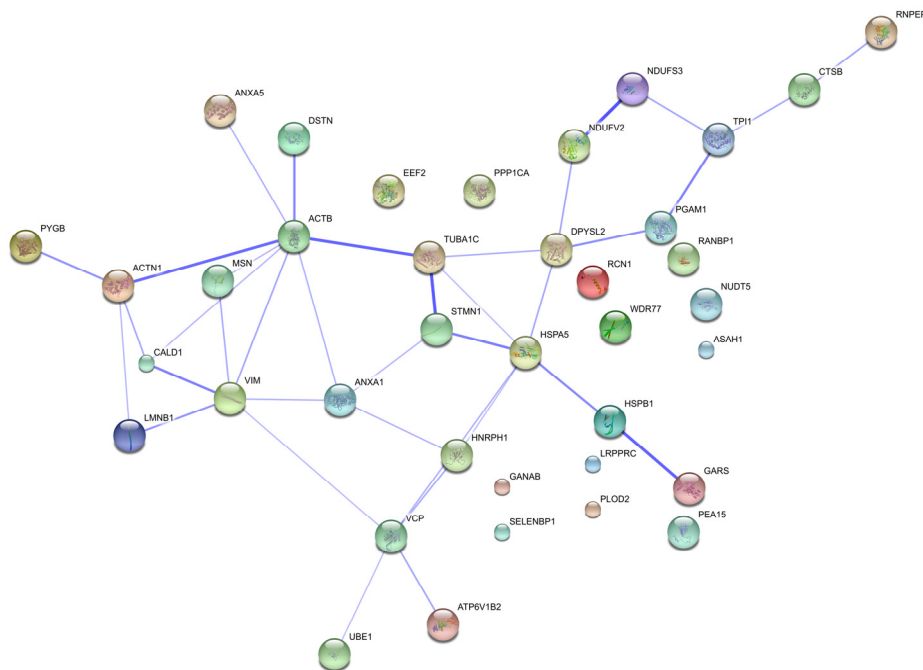 RNPEP
NDUFS3
CTSB
ANXA5
DSTN
NDUFV2
TPI1
EEF2
PPP1CA
PGAM1
PYGB
ACTB
TUBA1C
DPYSL2
RANBP1
ACTN1
MSN
RCN1
NUDT5
STMN1
WDR77
HSPA5
ASAH1
CALD1
VIM
ANXA1
LMNB1
HSPB1
HNRPH1
LRPPRC
GARS
GANAB
PLOD2
PEA15
SELENBP1
VCP
ATP6V1B2
UBE1